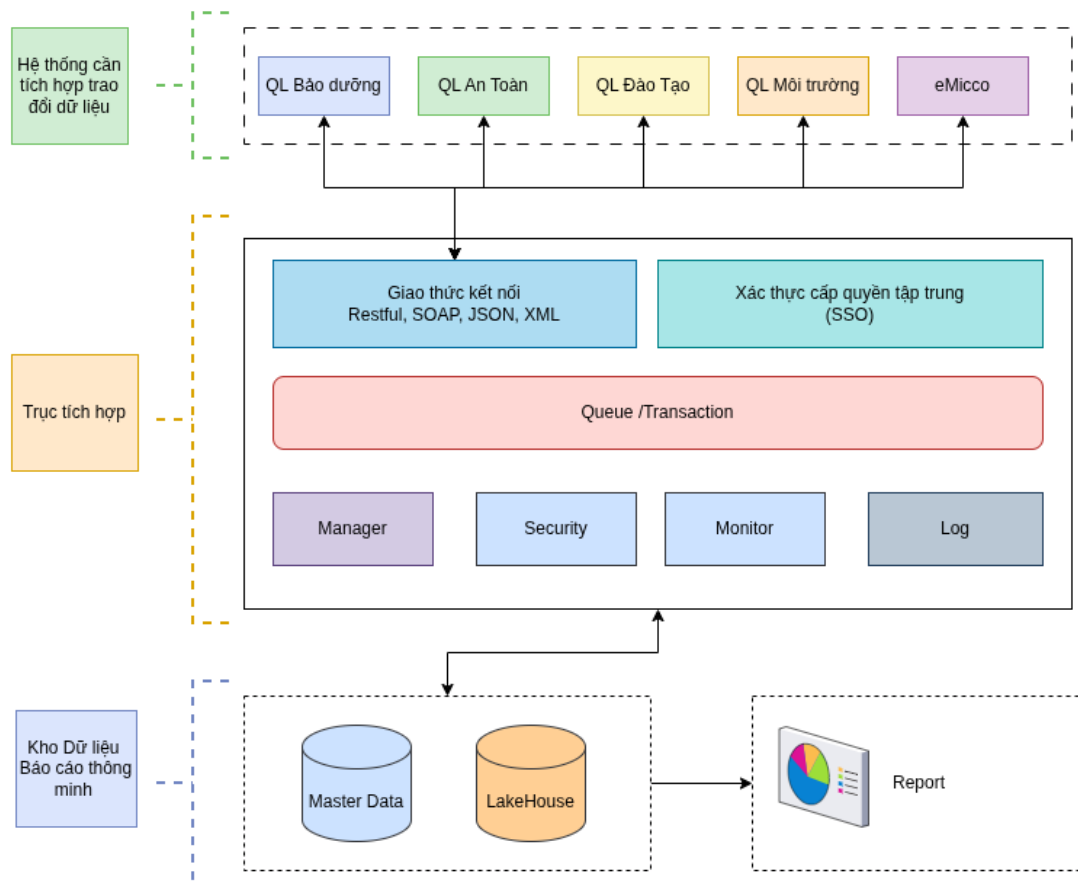 Hệ thống cần
tích hợp trao
đổi dữ liệu
QL Bảo dưỡng
QL An Toàn
QL Đào Tạo
QL Môi trường
eMicco
Trục tích hợp
Giao thức kết nối
Restful, SOAP, JSON, XML
Xác thực cấp quyền tập trung
(SSO)
Queue /Transaction
Manager
Security
Monitor
Log
Kho Dữ liệu
Báo cáo thông
minh
Master Data
LakeHouse
Report